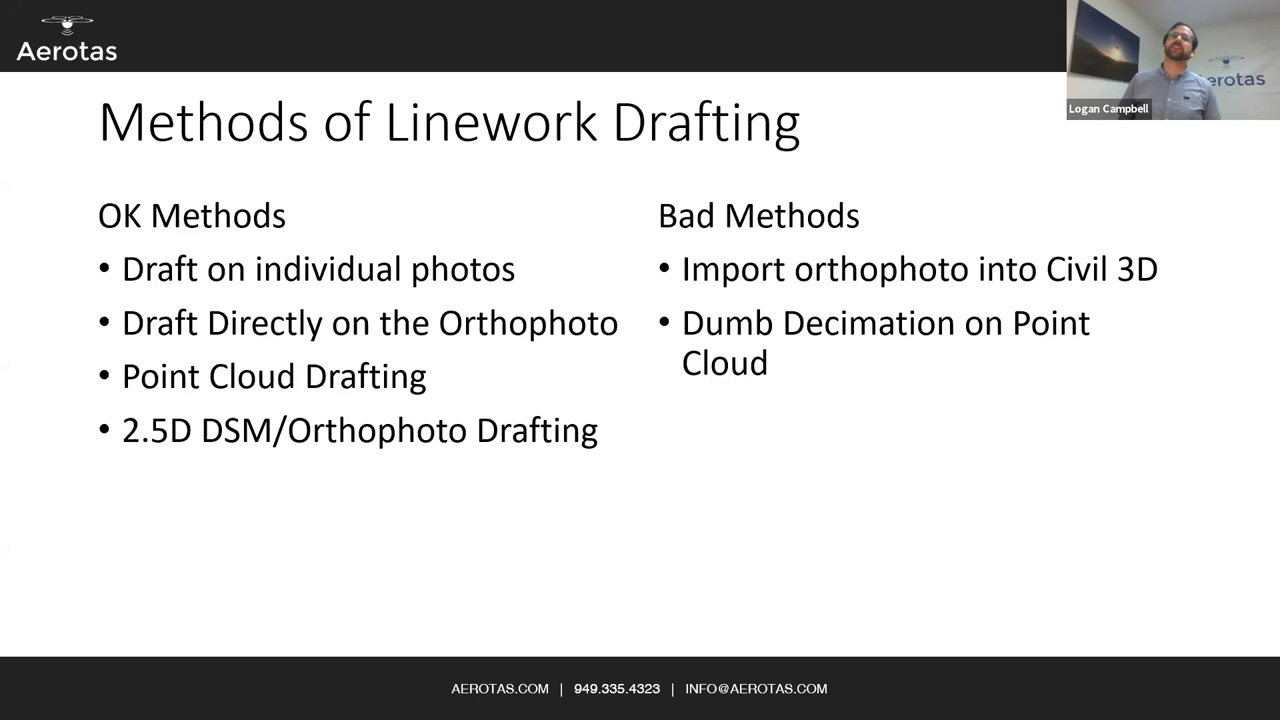 Aerotas
Logan Campbell
erotas
Methods of Linework Drafting
OK Methods
• Draft on individual photos
• Draft Directly on the Orthophoto
• Point Cloud Drafting
• 2.5D DSM/Orthophoto Drafting
Bad Methods
• Import orthophoto into Civil 3D
• Dumb Decimation on Point
Cloud
AEROTAS.COM | 949.335.4323 | INFO@AEROTAS.COM